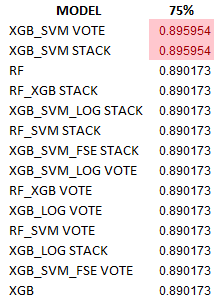 MODEL 75%
XGB_SVM VOTE 0.895954
XGB_SVM STACK 0.895954
RF 0.890173
RF_XGB STACK 0.890173
XGB_SVM_LOG STACK 0.890173
RF_SVM STACK 0.890173
XGB_SVM_FSE STACK 0.890173
XGB_SVM_LOG VOTE 0.890173
RF_XGB VOTE 0.890173
XGB_LOG VOTE 0.890173
RF_SVM VOTE 0.890173
XGB_LOG STACK 0.890173
XGB_SVM_FSE VOTE 0.890173
XGB 0.890173